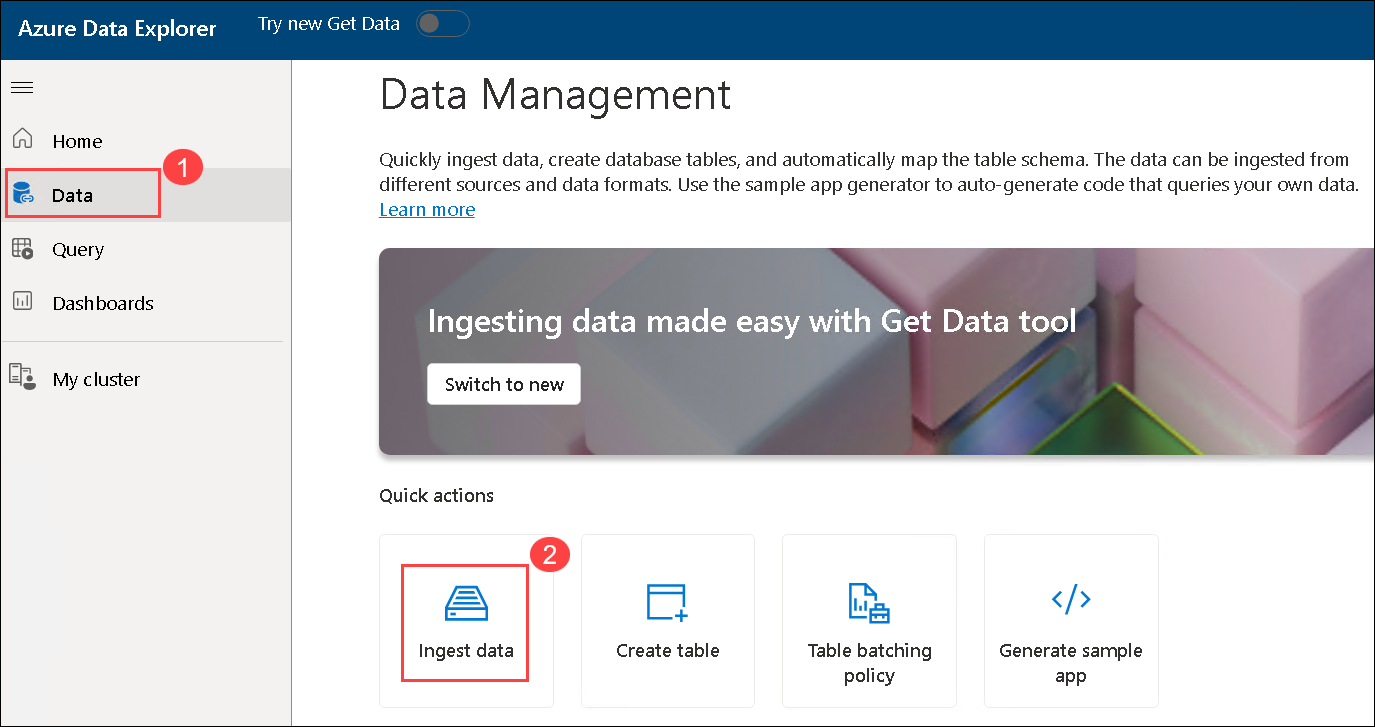 Azure Data Explorer
Try new Get Data
Home
1
Data
Query
Dashboards
My cluster
Data Management
Quickly ingest data, create database tables, and automatically map the table schema. The data can be ingested from
different sources and data formats. Use the sample app generator to auto-generate code that queries your own data.
Learn more
Ingesting data made easy with Get Data tool
Switch to new
Quick actions
2
Ingest data
Create table
Table batching
policy
Generate sample
app